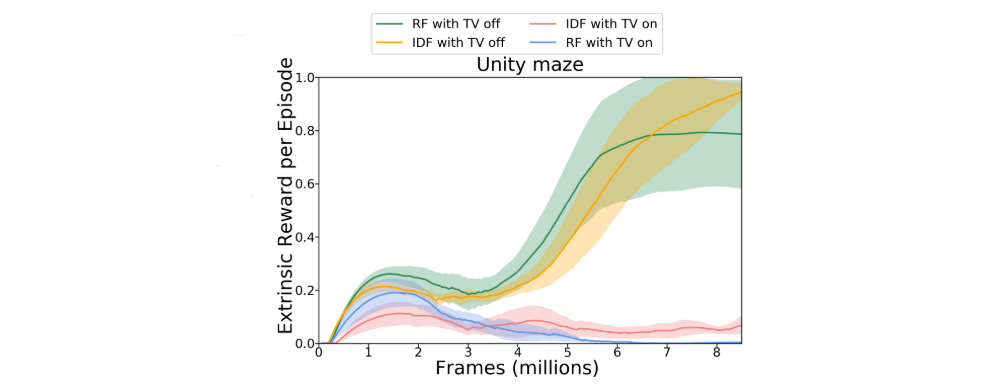 RF with TV off
IDF with TV on
IDF with TV off
RF with TV on
Unity maze
Extrinsic Reward per Episode
1.0
0.8
0.6
0.4
0.2
0.0
0 1 2 3 4 5 6 7 8
Frames (millions)